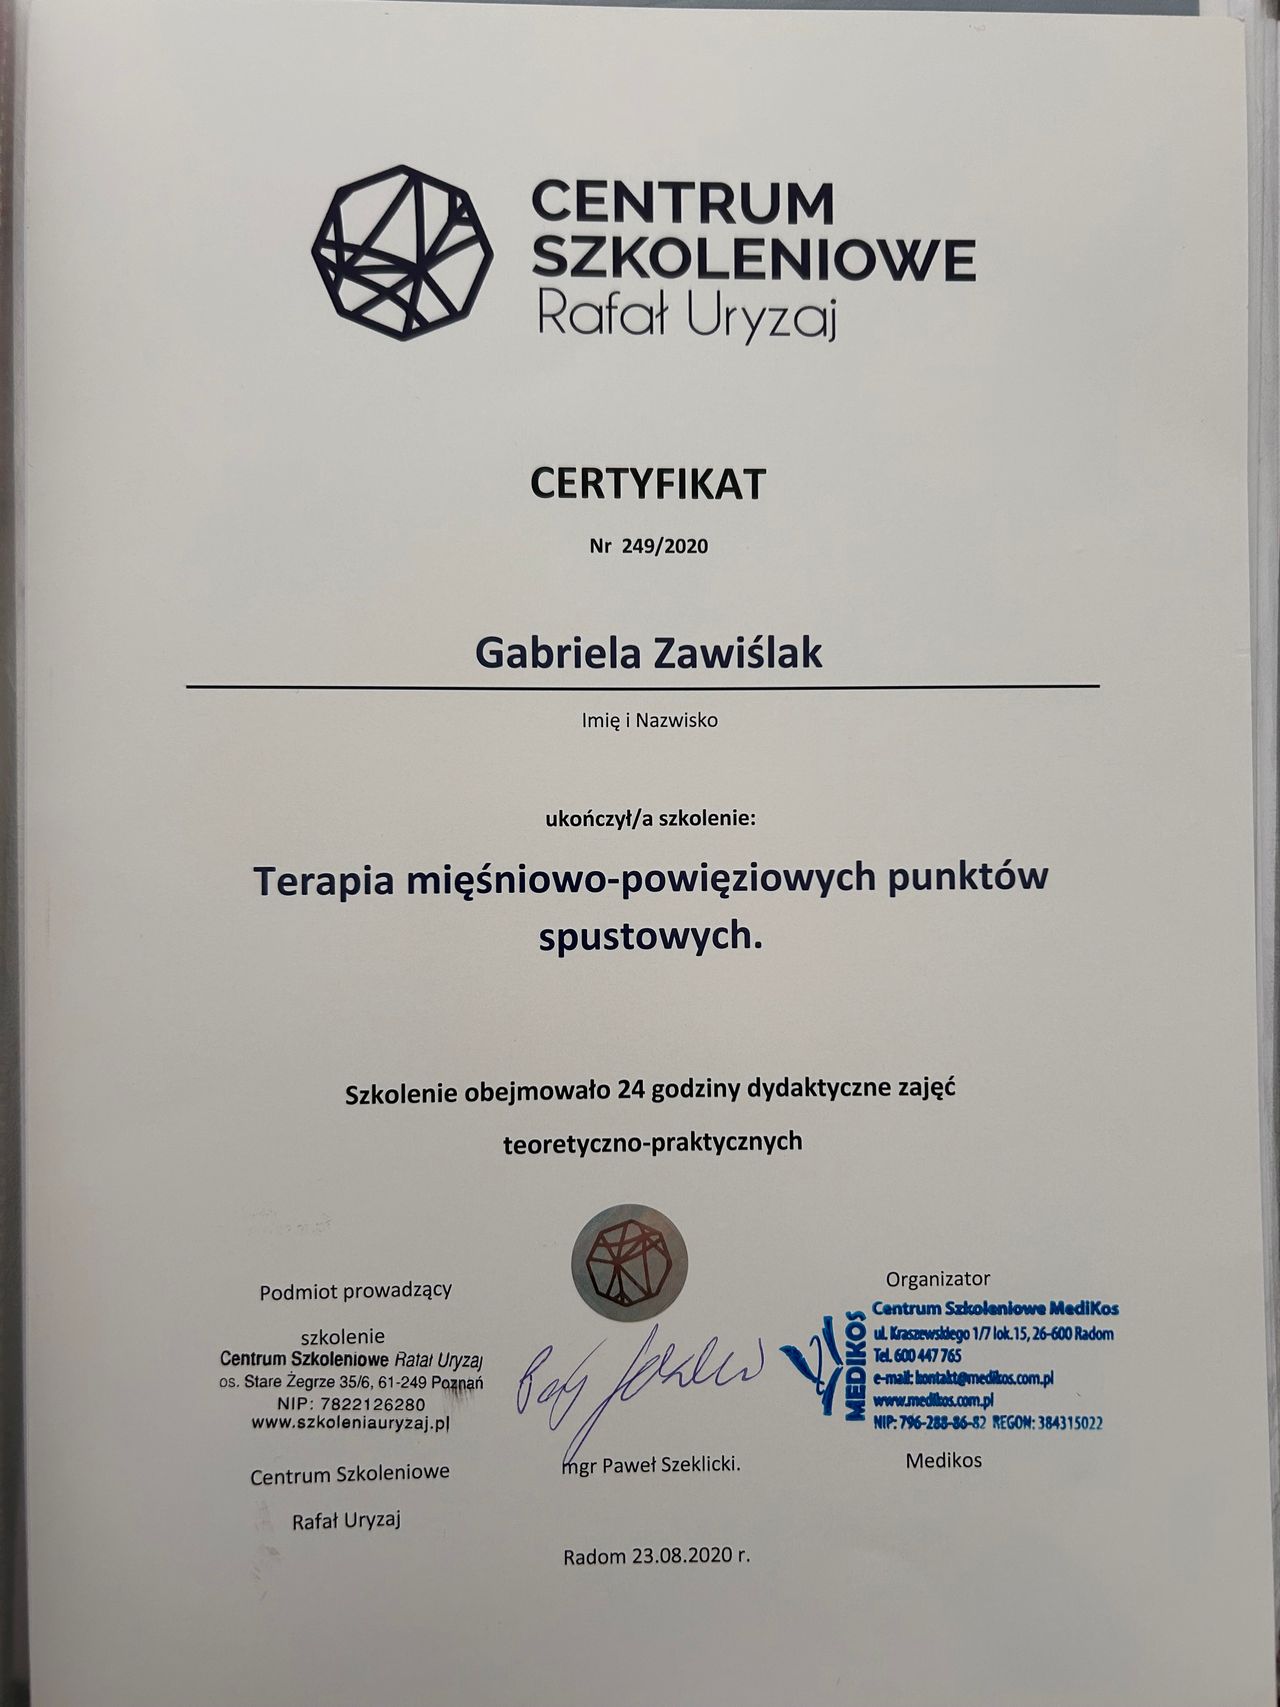 CENTRUM
SZKOLENIOWE
Rafał Uryzaj
CERTYFIKAT
Nr 249/2020
Gabriela Zawiślak
Imię i Nazwisko
ukończył/a szkolenie:
Terapia mięśniowo-powięziowych punktów
spustowych.
Szkolenie obejmowało 24 godziny dydaktyczne zajęć
teoretyczno-praktycznych
Podmiot prowadzący
szkolenie
Centrum Szkoleniowe Rafał Uryzaj
os. Stare Żegrze 35/6, 61-249 Poznań
NIP: 7822126280
www.szkoleniauryzaj.pl
Centrum Szkoleniowe
Rafał Uryzaj
mgr Paweł Szeklicki.
Organizator
MEDIKOS
Centrum Szkoleniowe MediKos
ul. Kraszewskiego 1/7 lok.15, 26-600 Radom
Tel. 600 447 765
e-mail: kontakt@medikos.com.pl
www.medikos.com.pl
NIP: 796-288-86-82 REGON: 384315022
Medikos
Radom 23.08.2020 r.